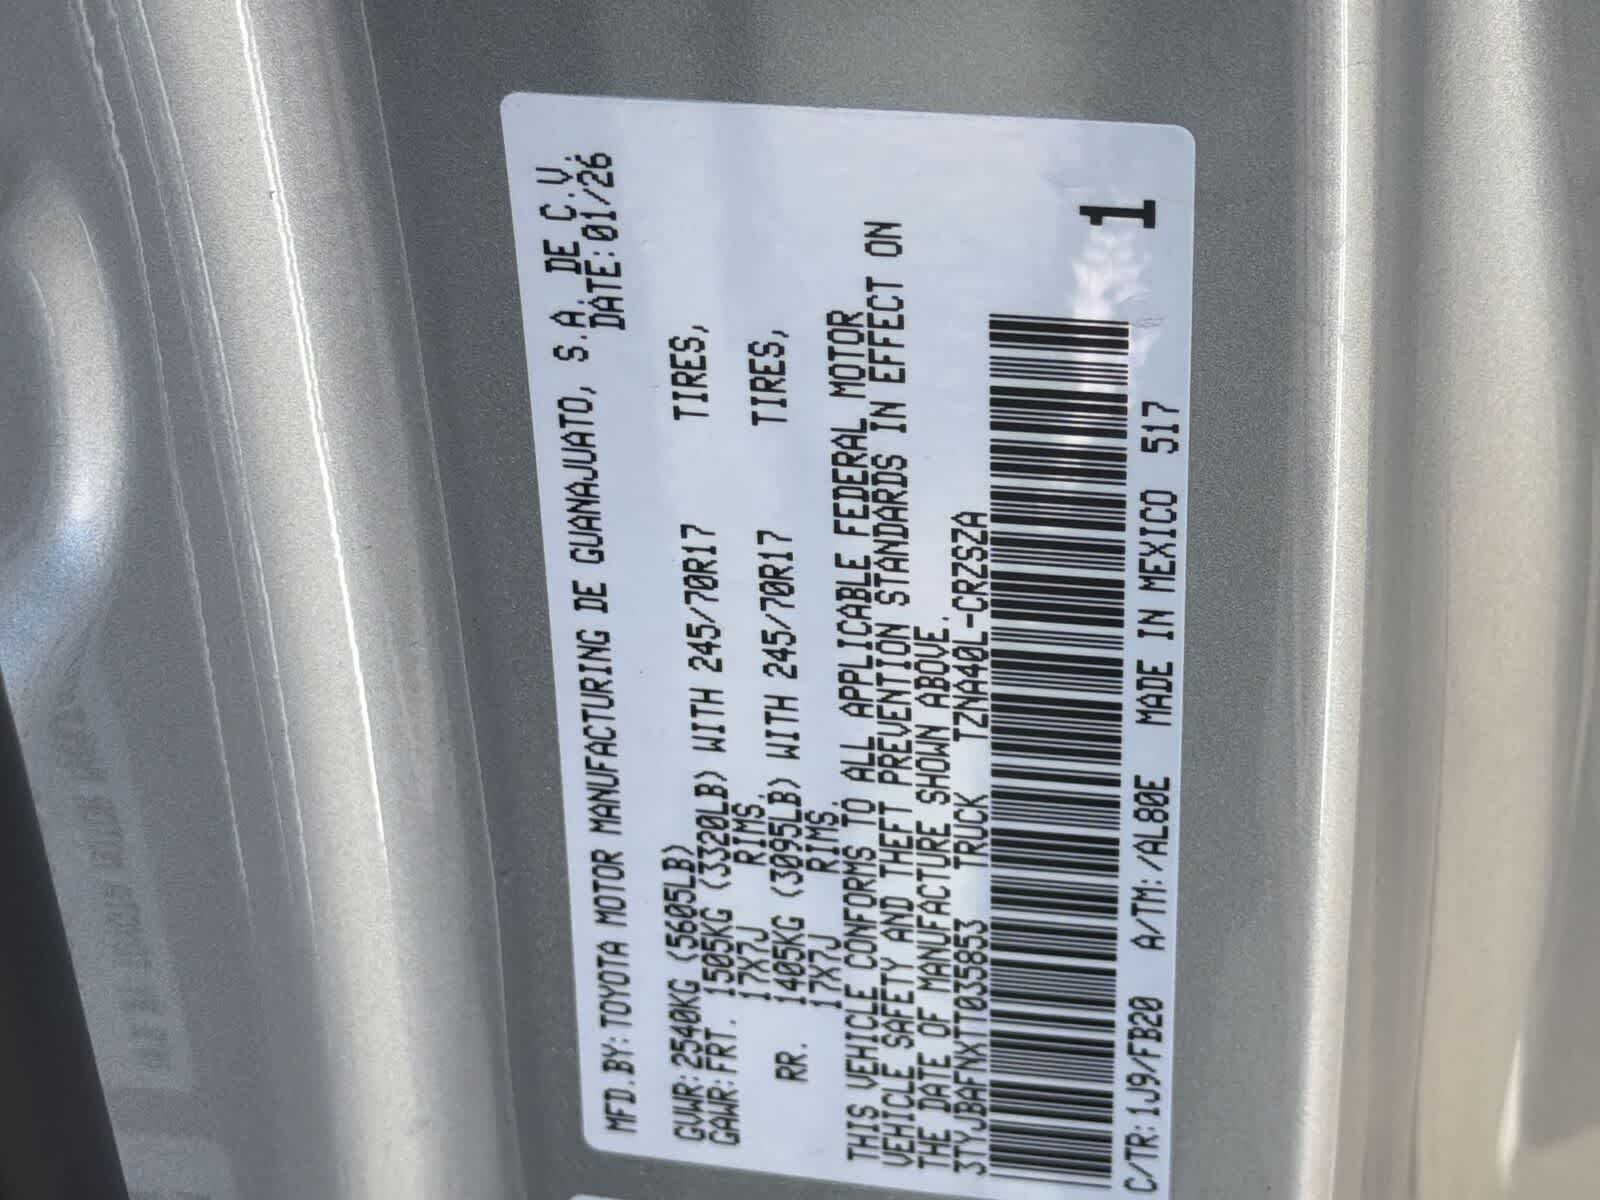 MFD.BY:TOYOTA MOTOR MANUFACTURING DE GUANAJUATO, S.A. DE C.V.
DATE:01/26
GVWR:2540KG (5605LB)
GAWR:FRT. 1505KG (3320LB) WITH 245/70R17 TIRES,
17X7J RIMS.
RR. 1405KG (3095LB) WITH 245/70R17 TIRES,
17X7J RIMS.
THIS VEHICLE CONFORMS TO ALL APPLICABLE FEDERAL MOTOR
VEHICLE SAFETY AND THEFT PREVENTION STANDARDS IN EFFECT ON
THE DATE OF MANUFACTURE SHOWN ABOVE.
3TYJBAFNXTT035853 TRUCK TZNA40L-CRZSZA
1
C/TR:1J9/FB20 A/TM:/AL80E MADE IN MEXICO 517